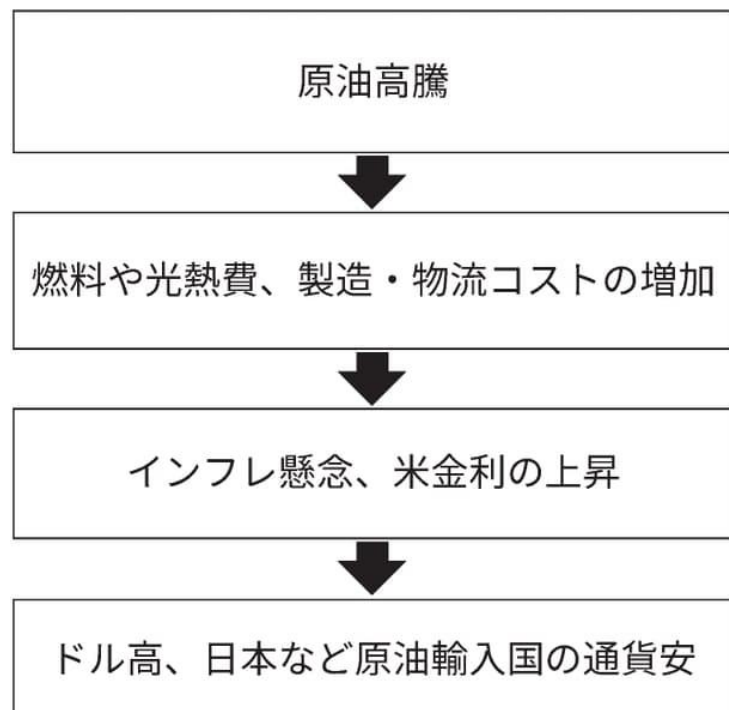 原油高騰
燃料や光熱費、製造・物流コストの増加
インフレ懸念、米金利の上昇
ドル高、日本など原油輸入国の通貨安